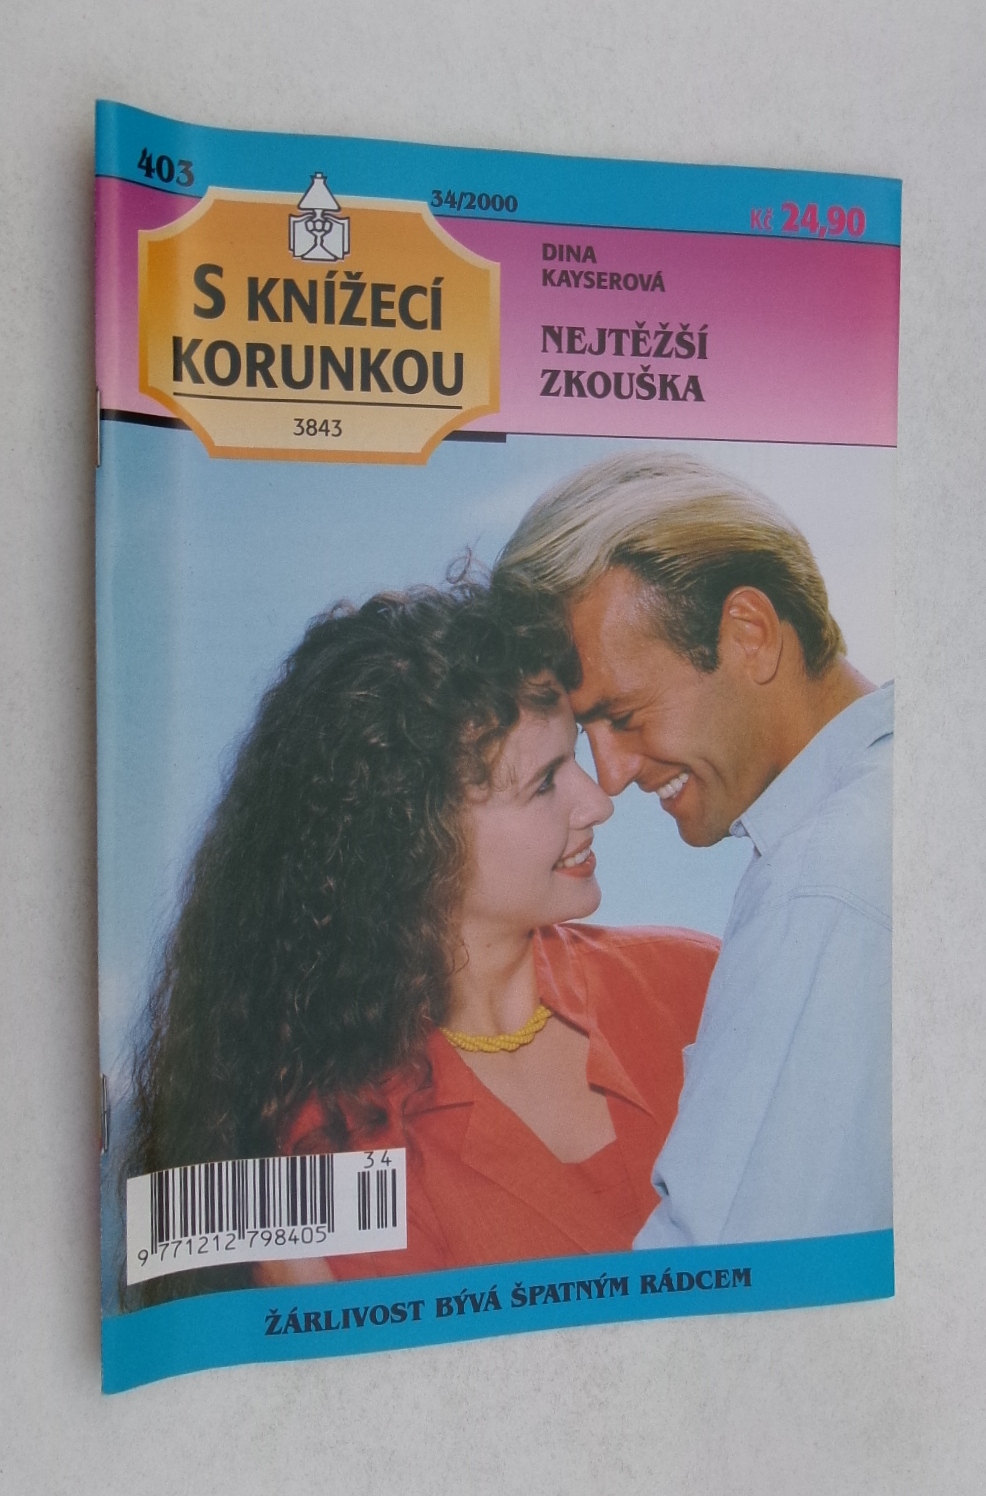 403
34/2000
Kč 24,90
S KNÍŽECÍ
KORUNKOU
3843
DINA
KAYSEROVÁ
NEJTĚŽŠÍ
ZKOUŠKA
34
9 771212 798405
ŽÁRLIVOST BÝVÁ ŠPATNÝM RÁDCEM